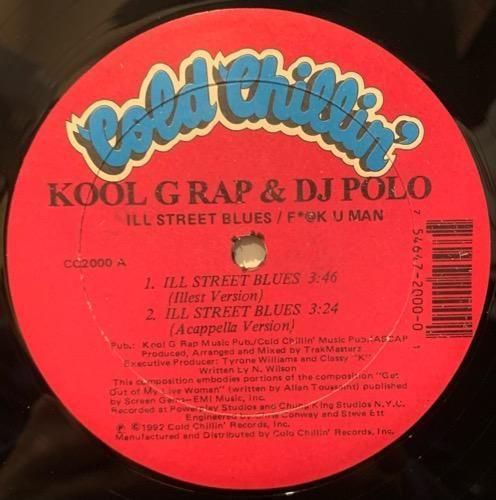 Cold Chillin'
KOOL G RAP & DJ POLO
ILL STREET BLUES / F*@K U MAN
CC2000 A
1. ILL STREET BLUES 3:46
(Illest Version)
2. ILL STREET BLUES 3:24
(Acappella Version)
7 54647-2000-0 1
Pub.: Kool G Rap Music Pub./Cold Chillin' Music Pub./ASCAP
Produced, Arranged and Mixed by TrakMasterz
Executive Producer: Tyrone Williams and Classy "K"
Written by N. Wilson
This composition embodies portions of the composition "Get
Out of My Live Woman" (written by Allan Toussaint) published
by Screen Gems-EMI Music, Inc.
Recorded at Powerplay Studios and Chung King Studios N.Y.C.
Engineered by Chris Conway and Steve Ett
℗ ©1992 Cold Chillin' Records, Inc.
Manufactured and Distributed by Cold Chillin' Records, Inc.